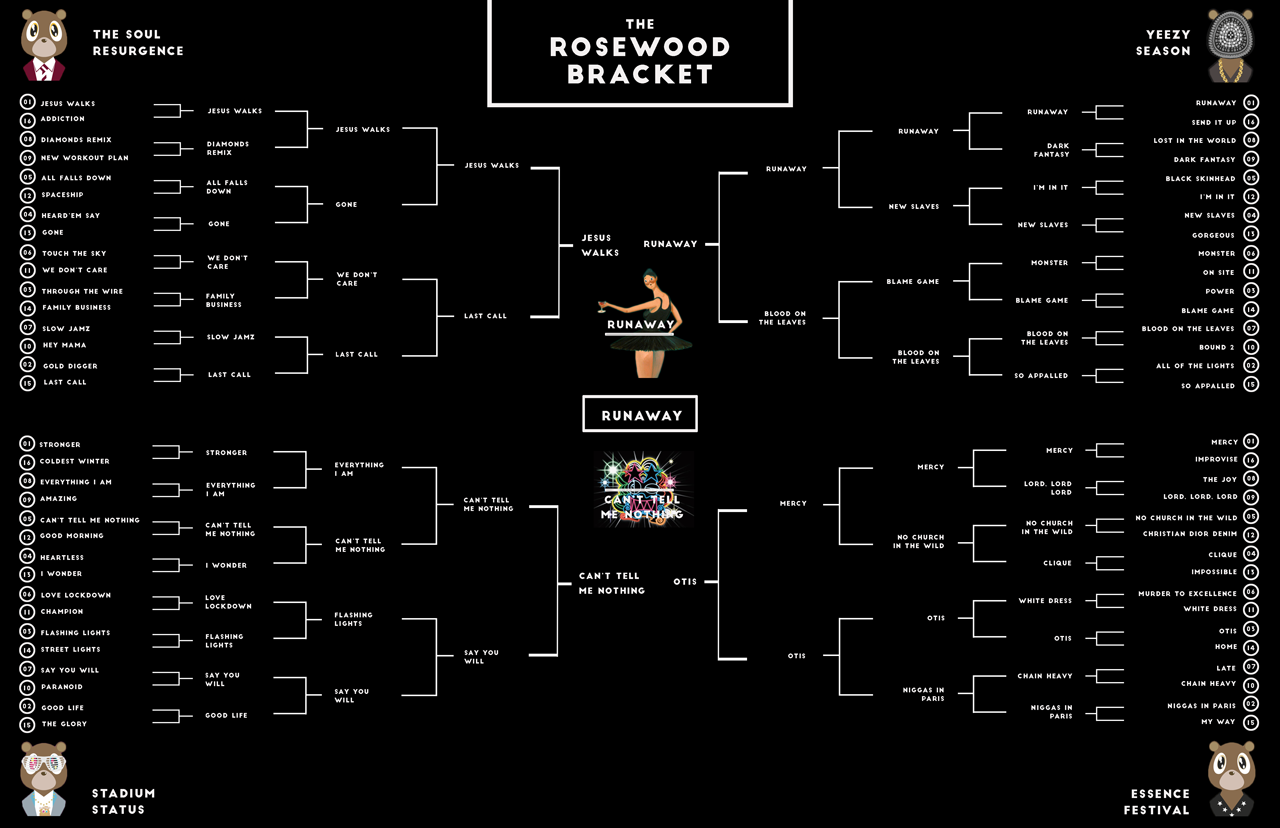 THE
ROSEWOOD
BRACKET
THE SOUL
RESURGENCE
01 JESUS WALKS
16 ADDICTION
08 DIAMONDS REMIX
09 NEW WORKOUT PLAN
05 ALL FALLS DOWN
12 SPACESHIP
04 HEARD'EM SAY
13 GONE
06 TOUCH THE SKY
11 WE DON'T CARE
03 THROUGH THE WIRE
14 FAMILY BUSINESS
07 SLOW JAMZ
10 HEY MAMA
02 GOLD DIGGER
15 LAST CALL
JESUS WALKS
DIAMONDS
REMIX
ALL FALLS
DOWN
GONE
WE DON'T
CARE
FAMILY
BUSINESS
SLOW JAMZ
LAST CALL
JESUS WALKS
GONE
WE DON'T
CARE
LAST CALL
JESUS WALKS
LAST CALL
JESUS
WALKS
YEEZY
SEASON
RUNAWAY 01
SEND IT UP 16
LOST IN THE WORLD 08
DARK FANTASY 09
BLACK SKINHEAD 05
I'M IN IT 12
NEW SLAVES 04
GORGEOUS 13
MONSTER 06
ON SITE 11
POWER 03
BLAME GAME 14
BLOOD ON THE LEAVES 07
BOUND 2 10
ALL OF THE LIGHTS 02
SO APPALLED 15
RUNAWAY
DARK
FANTASY
I'M IN IT
NEW SLAVES
MONSTER
BLAME GAME
BLOOD ON
THE LEAVES
SO APPALLED
RUNAWAY
NEW SLAVES
BLAME GAME
BLOOD ON
THE LEAVES
RUNAWAY
BLOOD ON
THE LEAVES
RUNAWAY
RUNAWAY
RUNAWAY
01 STRONGER
16 COLDEST WINTER
08 EVERYTHING I AM
09 AMAZING
05 CAN'T TELL ME NOTHING
12 GOOD MORNING
04 HEARTLESS
13 I WONDER
06 LOVE LOCKDOWN
11 CHAMPION
03 FLASHING LIGHTS
14 STREET LIGHTS
07 SAY YOU WILL
10 PARANOID
02 GOOD LIFE
15 THE GLORY
STRONGER
EVERYTHING
I AM
CAN'T TELL
ME NOTHING
I WONDER
LOVE
LOCKDOWN
FLASHING
LIGHTS
SAY YOU
WILL
GOOD LIFE
EVERYTHING
I AM
CAN'T TELL
ME NOTHING
FLASHING
LIGHTS
SAY YOU
WILL
CAN'T TELL
ME NOTHING
SAY YOU
WILL
CAN'T TELL
ME NOTHING
CAN'T TELL
ME NOTHING
STADIUM
STATUS
MERCY 01
IMPROVISE 16
THE JOY 08
LORD, LORD, LORD 09
NO CHURCH IN THE WILD 05
CHRISTIAN DIOR DENIM 12
CLIQUE 04
IMPOSSIBLE 13
MURDER TO EXCELLENCE 06
WHITE DRESS 11
OTIS 03
HOME 14
LATE 07
CHAIN HEAVY 10
NIGGAS IN PARIS 02
MY WAY 15
MERCY
LORD, LORD
LORD
NO CHURCH
IN THE WILD
CLIQUE
WHITE DRESS
OTIS
CHAIN HEAVY
NIGGAS IN
PARIS
MERCY
NO CHURCH
IN THE WILD
OTIS
NIGGAS IN
PARIS
MERCY
OTIS
OTIS
ESSENCE
FESTIVAL